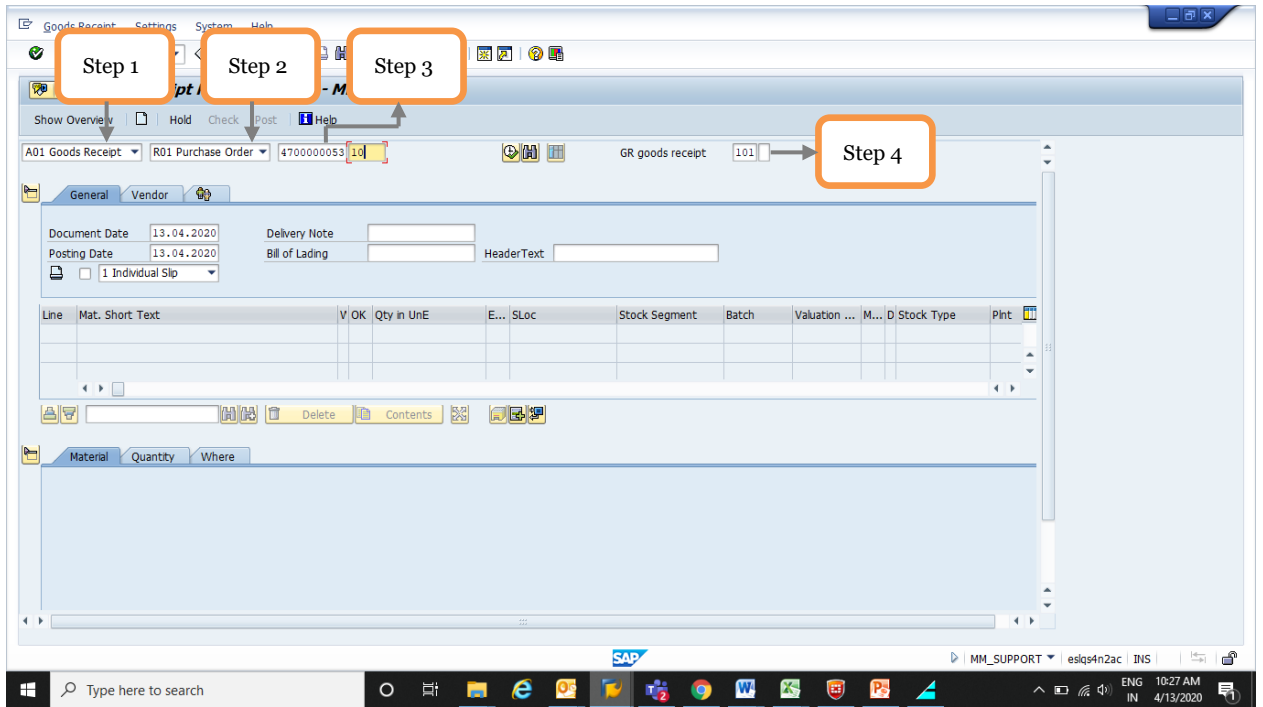 Goods Receipt Settings System Help
Step 1 Step 2 Step 3
Show Overview Hold Check Post Help
A01 Goods Receipt R01 Purchase Order 4700000053 10 GR goods receipt 101 Step 4
General Vendor
Document Date 13.04.2020 Delivery Note
Posting Date 13.04.2020 Bill of Lading HeaderText
1 Individual Slip
Line Mat. Short Text V OK Qty in UnE E... SLoc Stock Segment Batch Valuation ... M... D Stock Type Plnt
Delete Contents
Material Quantity Where
SAP MM_SUPPORT eslqs4n2ac INS
Type here to search ENG 10:27 AM
IN 4/13/2020